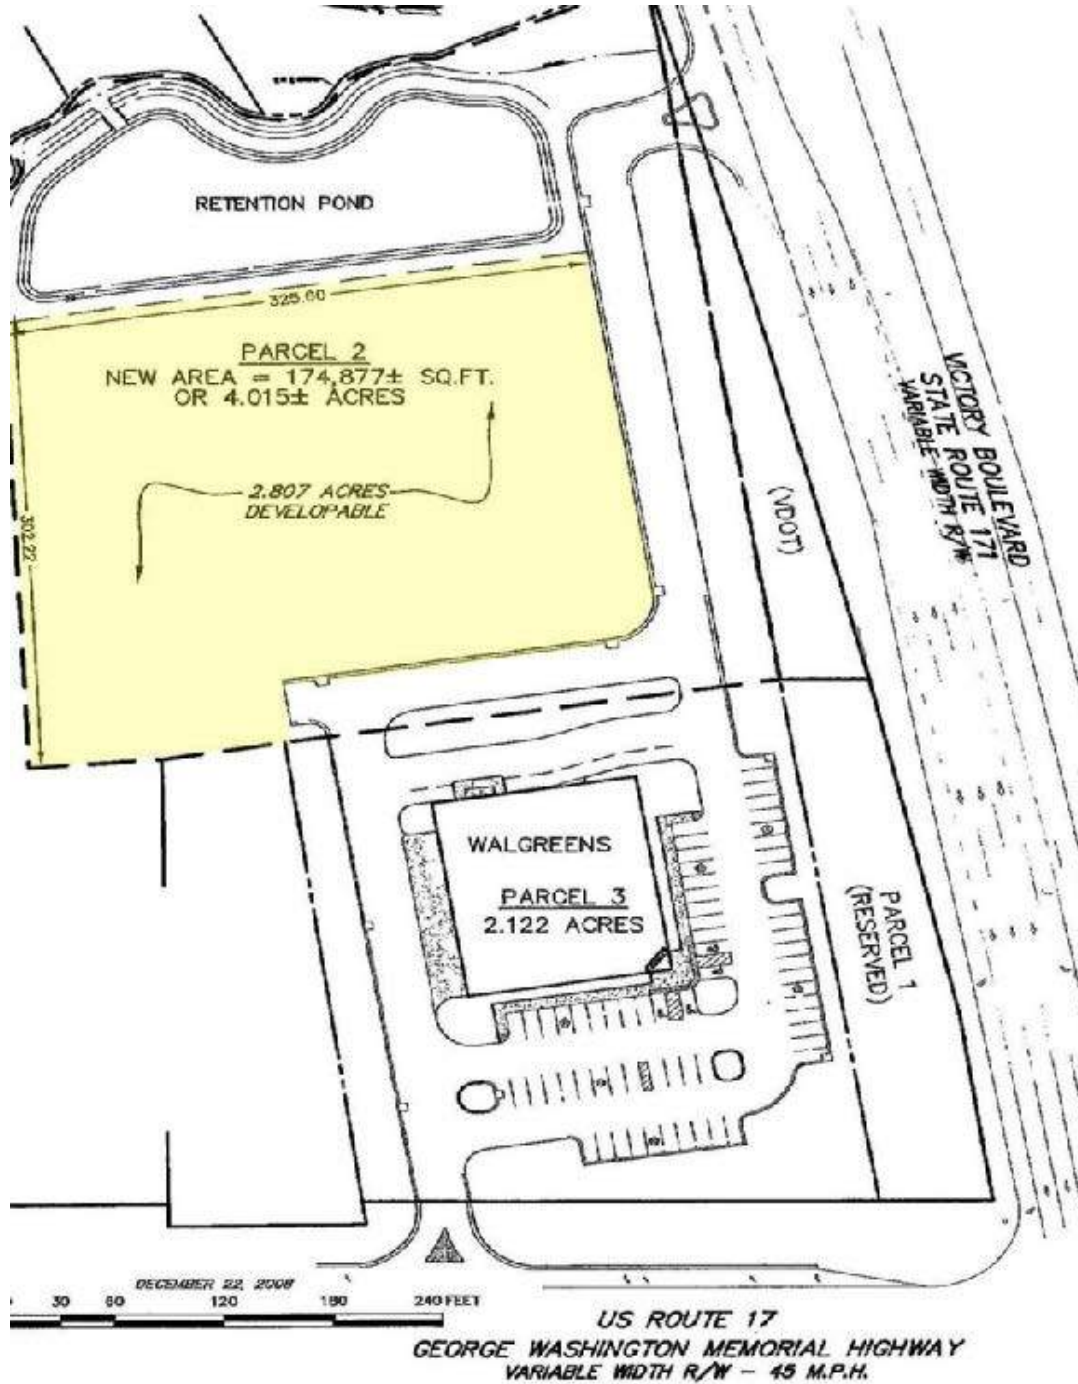 RETENTION POND
325.60
PARCEL 2
NEW AREA = 174,877± SQ.FT.
OR 4.015± ACRES
2.807 ACRES
DEVELOPABLE
302.22
(VDOT)
VICTORY BOULEVARD
STATE ROUTE 171
VARIABLE WIDTH R/W
WALGREENS
PARCEL 3
2.122 ACRES
PARCEL 1
(RESERVED)
DECEMBER 22, 2008
30 60 120 180 240 FEET
US ROUTE 17
GEORGE WASHINGTON MEMORIAL HIGHWAY
VARIABLE WIDTH R/W - 45 M.P.H.